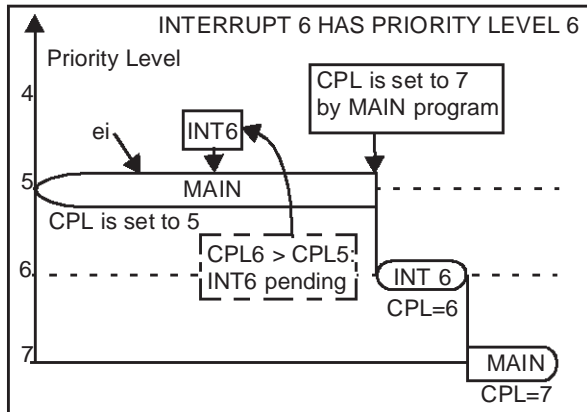 INTERRUPT 6 HAS PRIORITY LEVEL 6
Priority Level
CPL is set to 7
by MAIN program
4
ei
INT6
5
MAIN
CPL is set to 5
CPL6 > CPL5:
INT6 pending
6
INT 6
CPL=6
7
MAIN
CPL=7